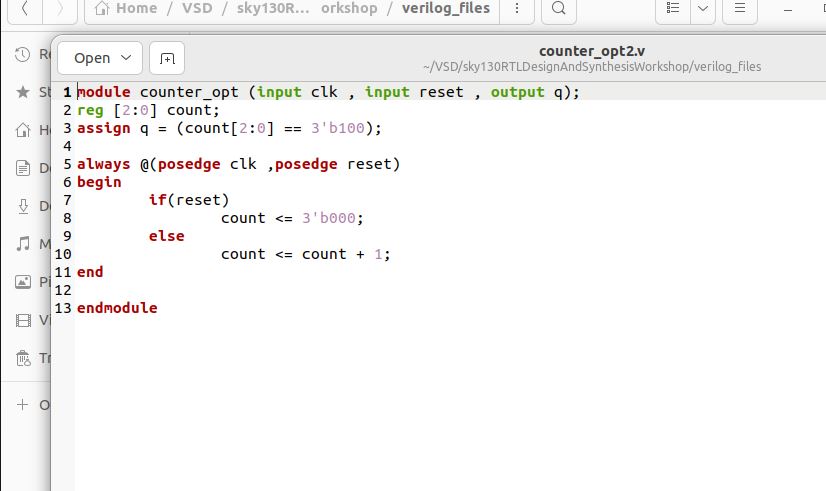 Home / VSD / sky130R... orkshop / verilog_files
Open
counter_opt2.v
~/VSD/sky130RTLDesignAndSynthesisWorkshop/verilog_files
Re
St
H
D
D
M
Pi
Vi
Tr
O
1 module counter_opt (input clk , input reset , output q);
2 reg [2:0] count;
3 assign q = (count[2:0] == 3'b100);
4
5 always @(posedge clk ,posedge reset)
6 begin
7 if(reset)
8 count <= 3'b000;
9 else
10 count <= count + 1;
11 end
12
13 endmodule